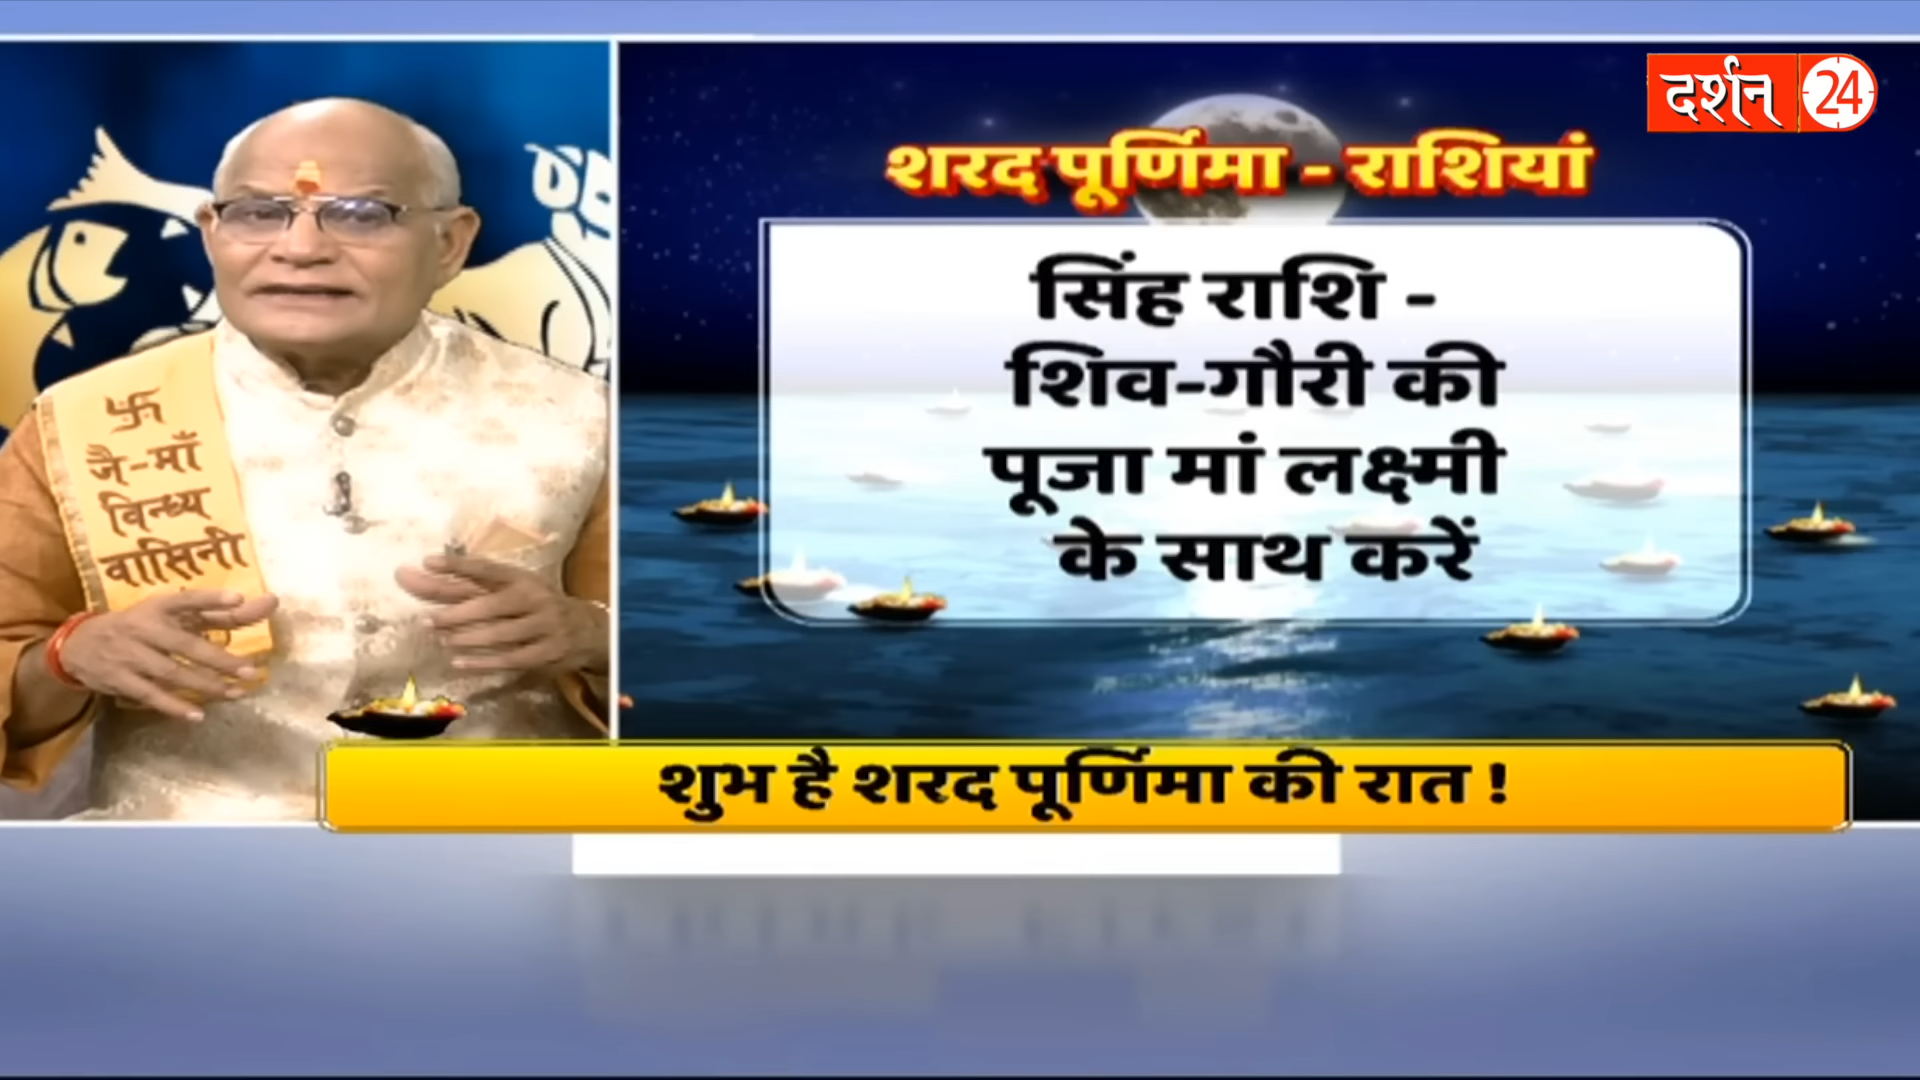 दर्शन 24
शरद पूर्णिमा - राशियां
सिंह राशि -
शिव-गौरी की
पूजा मां लक्ष्मी
के साथ करें
जै-माँ
विन्ध्य
वासिनी
शुभ है शरद पूर्णिमा की रात !